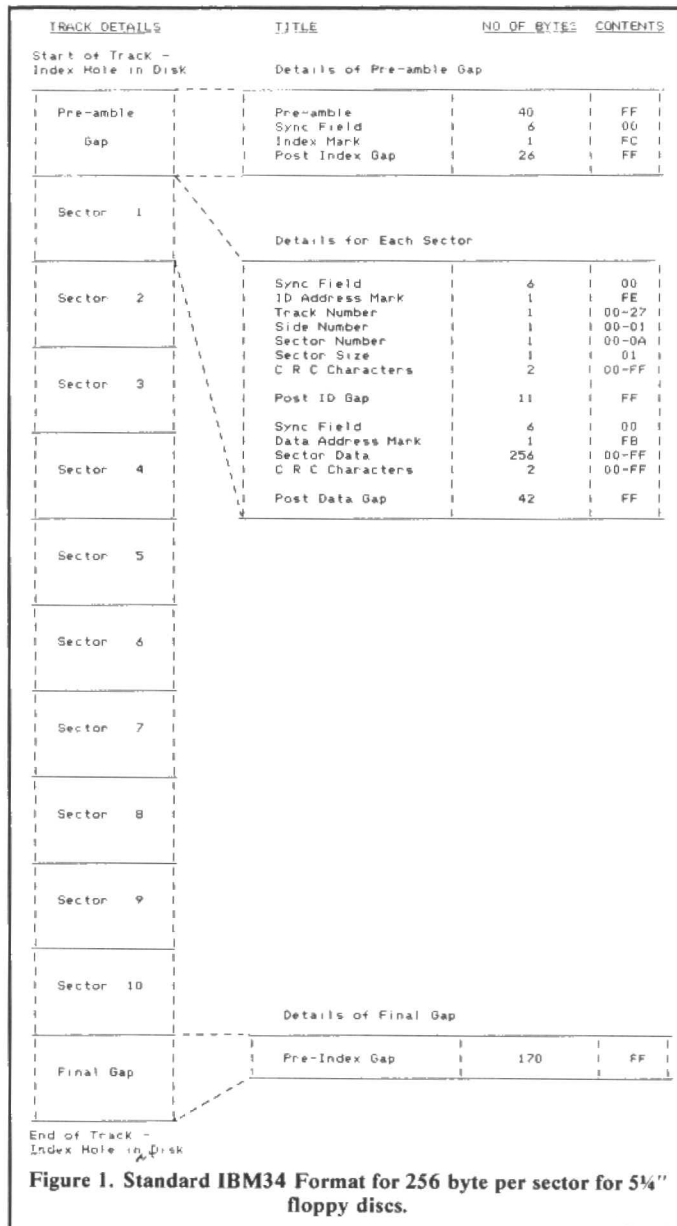 TRACK DETAILS TITLE NO OF BYTES CONTENTS
Start of Track -
Index Hole in Disk Details of Pre-amble Gap
Pre-amble Pre-amble 40 FF
Sync Field 6 00
Gap Index Mark 1 FC
Post Index Gap 26 FF
Sector 1
Details for Each Sector
Sync Field 6 00
Sector 2 ID Address Mark 1 FE
Track Number 1 00-27
Side Number 1 00-01
Sector Number 1 00-0A
Sector Size 1 01
Sector 3 C R C Characters 2 00-FF
Post ID Gap 11 FF
Sync Field 6 00
Data Address Mark 1 FB
Sector 4 Sector Data 256 00-FF
C R C Characters 2 00-FF
Post Data Gap 42 FF
Sector 5
Sector 6
Sector 7
Sector 8
Sector 9
Sector 10
Details of Final Gap
Final Gap Pre-Index Gap 170 FF
End of Track -
Index Hole in Disk
Figure 1. Standard IBM34 Format for 256 byte per sector for 5¼"
floppy discs.